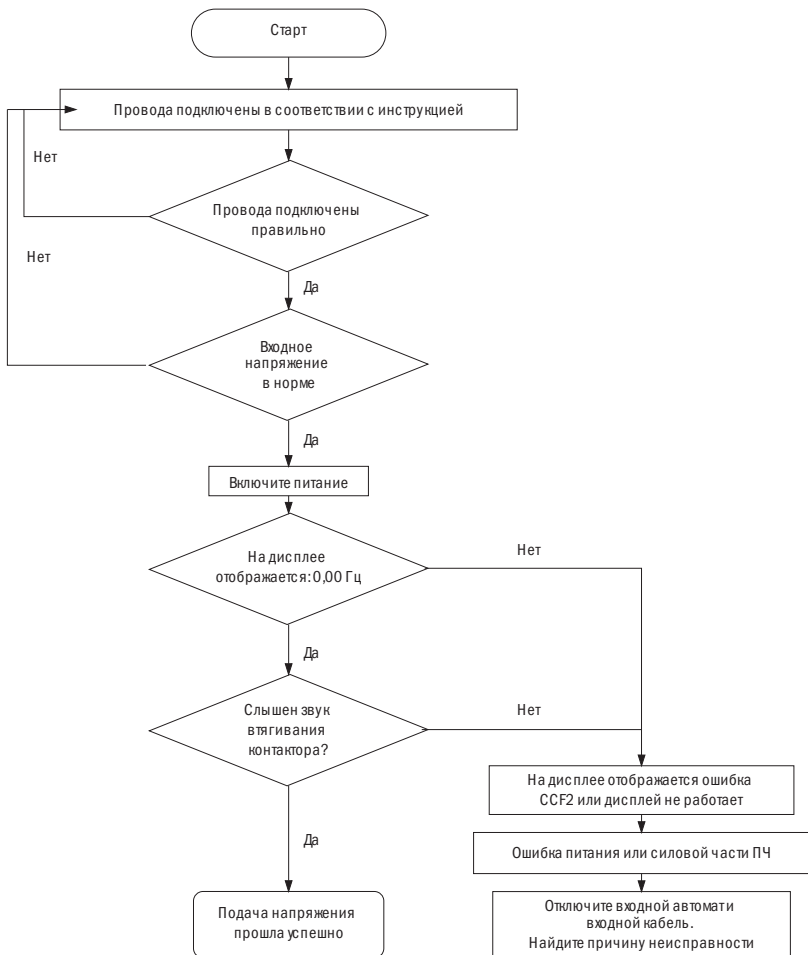 Старт
Провода подключены в соответствии с инструкцией
Нет
Провода подключены
правильно
Нет
Да
Входное
напряжение
в норме
Да
Включите питание
На дисплее
отображается: 0,00 Гц
Нет
Да
Слышен звук
втягивания
контактора?
Нет
На дисплее отображается ошибка
CCF2 или дисплей не работает
Да
Ошибка питания или силовой части ПЧ
Подача напряжения
прошла успешно
Отключите входной автомати
входной кабель.
Найдите причину неисправности